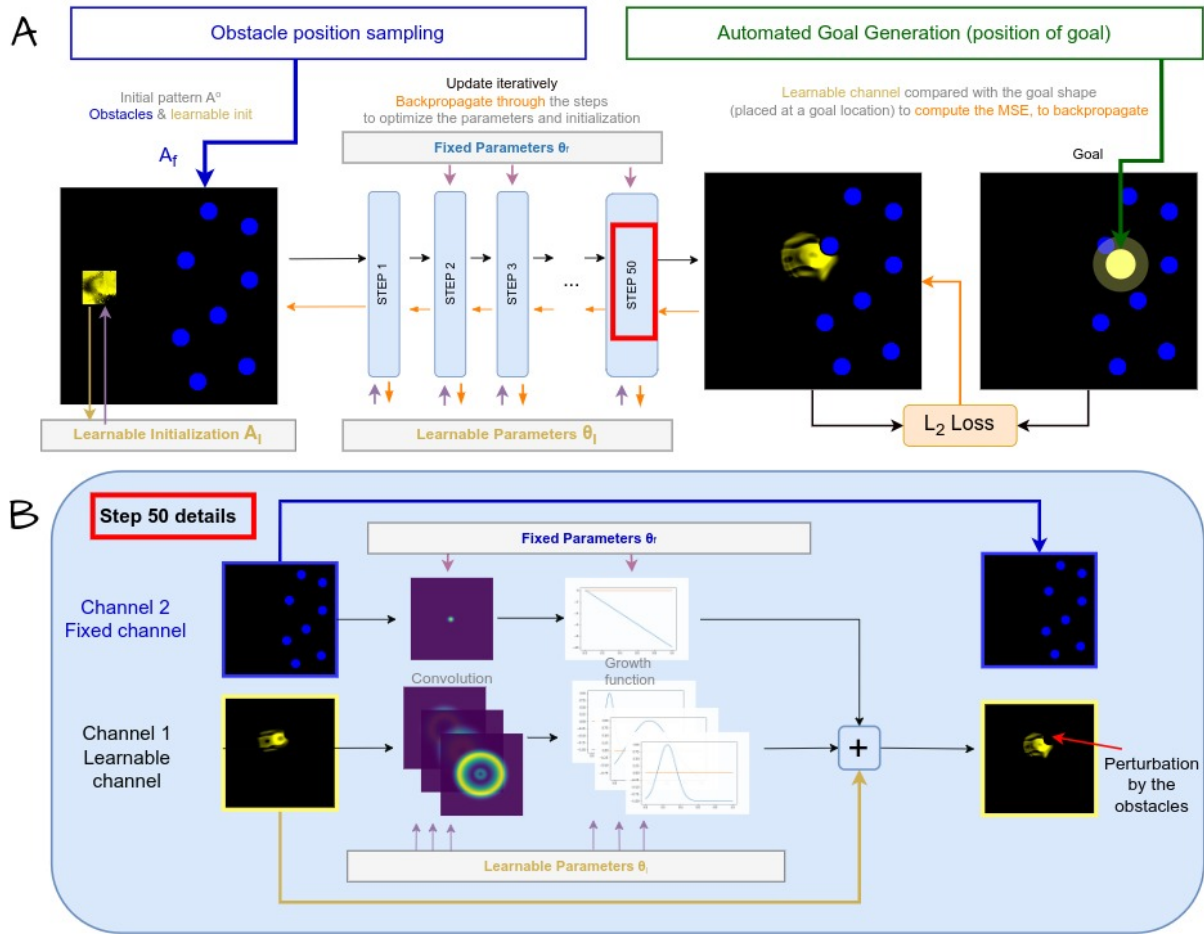 A
Obstacle position sampling
Automated Goal Generation (position of goal)
Initial pattern A⁰
Obstacles & learnable init
Update iteratively
Backpropagate through the steps
to optimize the parameters and initialization
Learnable channel compared with the goal shape
(placed at a goal location) to compute the MSE, to backpropagate
Fixed Parameters θf
Af
Goal
STEP 1
STEP 2
STEP 3
...
STEP 50
Learnable Initialization Al
Learnable Parameters θl
L2 Loss
B
Step 50 details
Fixed Parameters θf
Channel 2
Fixed channel
Convolution
Growth
function
Channel 1
Learnable
channel
+
Perturbation
by the
obstacles
Learnable Parameters θl